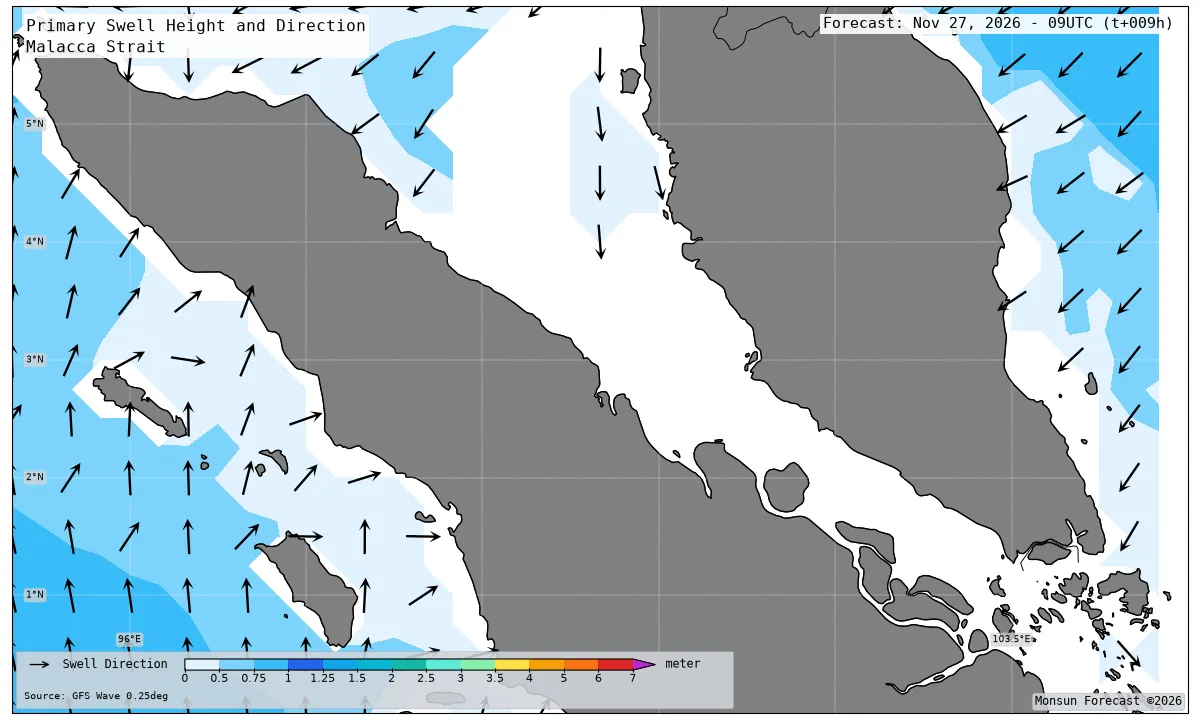 Primary Swell Height and Direction
Malacca Strait
Forecast: Nov 27, 2026 - 09UTC (t+009h)
5°N
4°N
3°N
2°N
1°N
96°E
103.5°E
Swell Direction
0 0.5 0.75 1 1.25 1.5 2 2.5 3 3.5 4 5 6 7
meter
Source: GFS Wave 0.25deg
Monsun Forecast ©2026